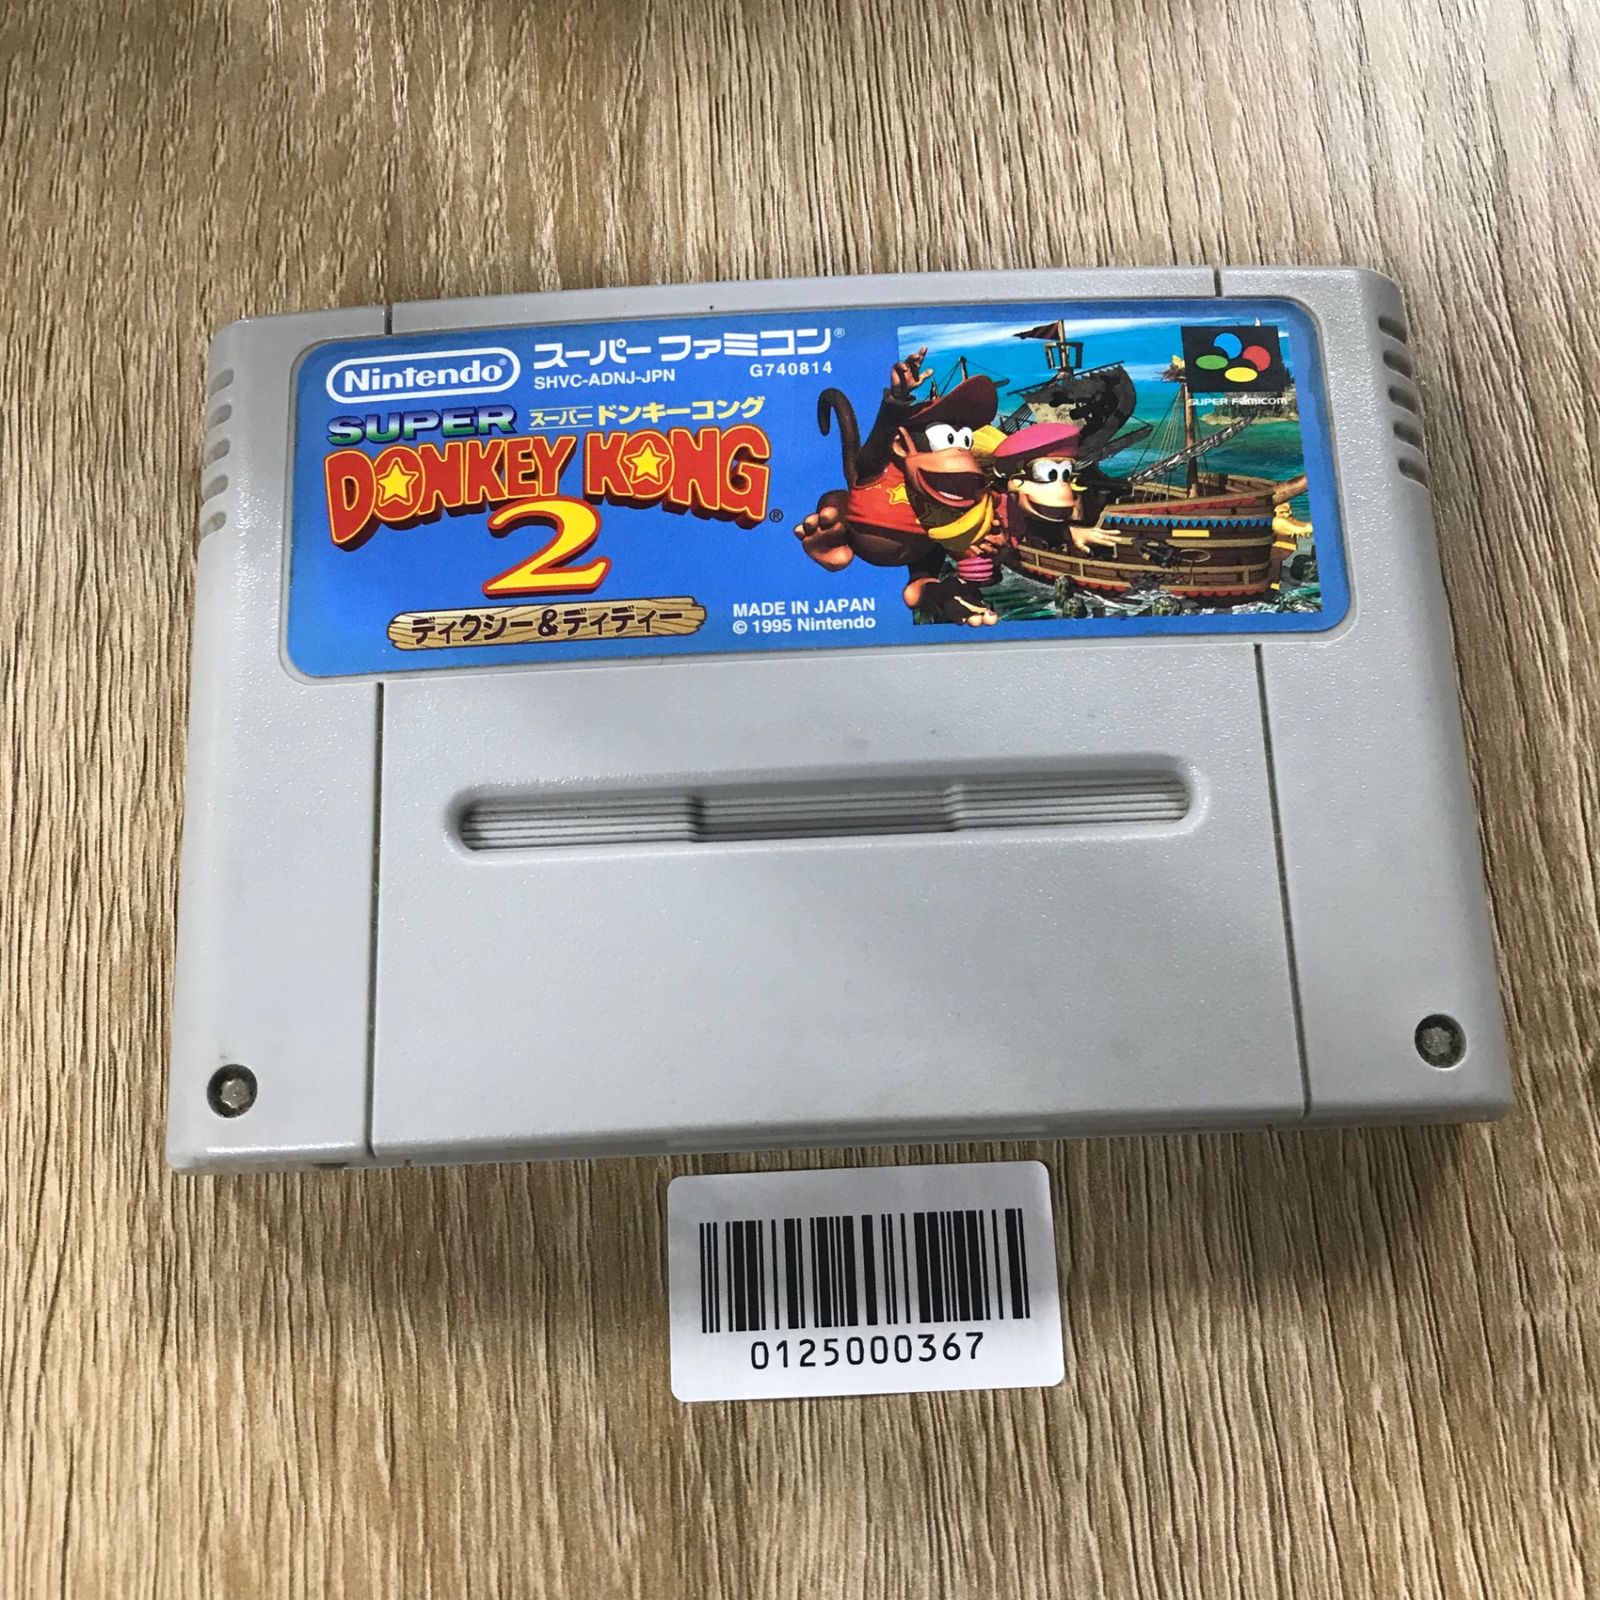 Nintendo®
スーパーファミコン®
SHVC-ADNJ-JPN G740814
SUPER スーパードンキーコング
DONKEY KONG®
2
ディクシー&ディディー
MADE IN JAPAN
© 1995 Nintendo
SUPER FAMICOM
0125000367